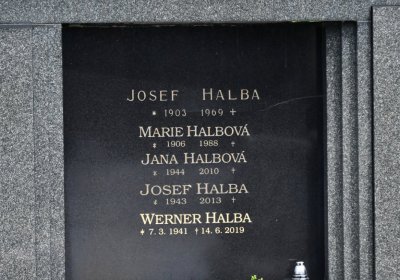 JOSEF HALBA
* 1903 1969 ✝
MARIE HALBOVÁ
* 1906 1988 ✝
JANA HALBOVÁ
* 1944 2010 ✝
JOSEF HALBA
* 1943 2013 ✝
WERNER HALBA
* 7. 3. 1941 ✝ 14. 6. 2019